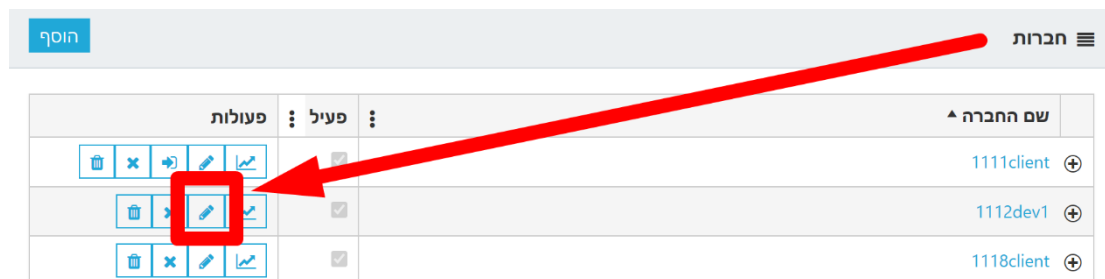 חברות
הוסף
שם החברה
פעיל
פעולות
1111client
1112dev1
1118client